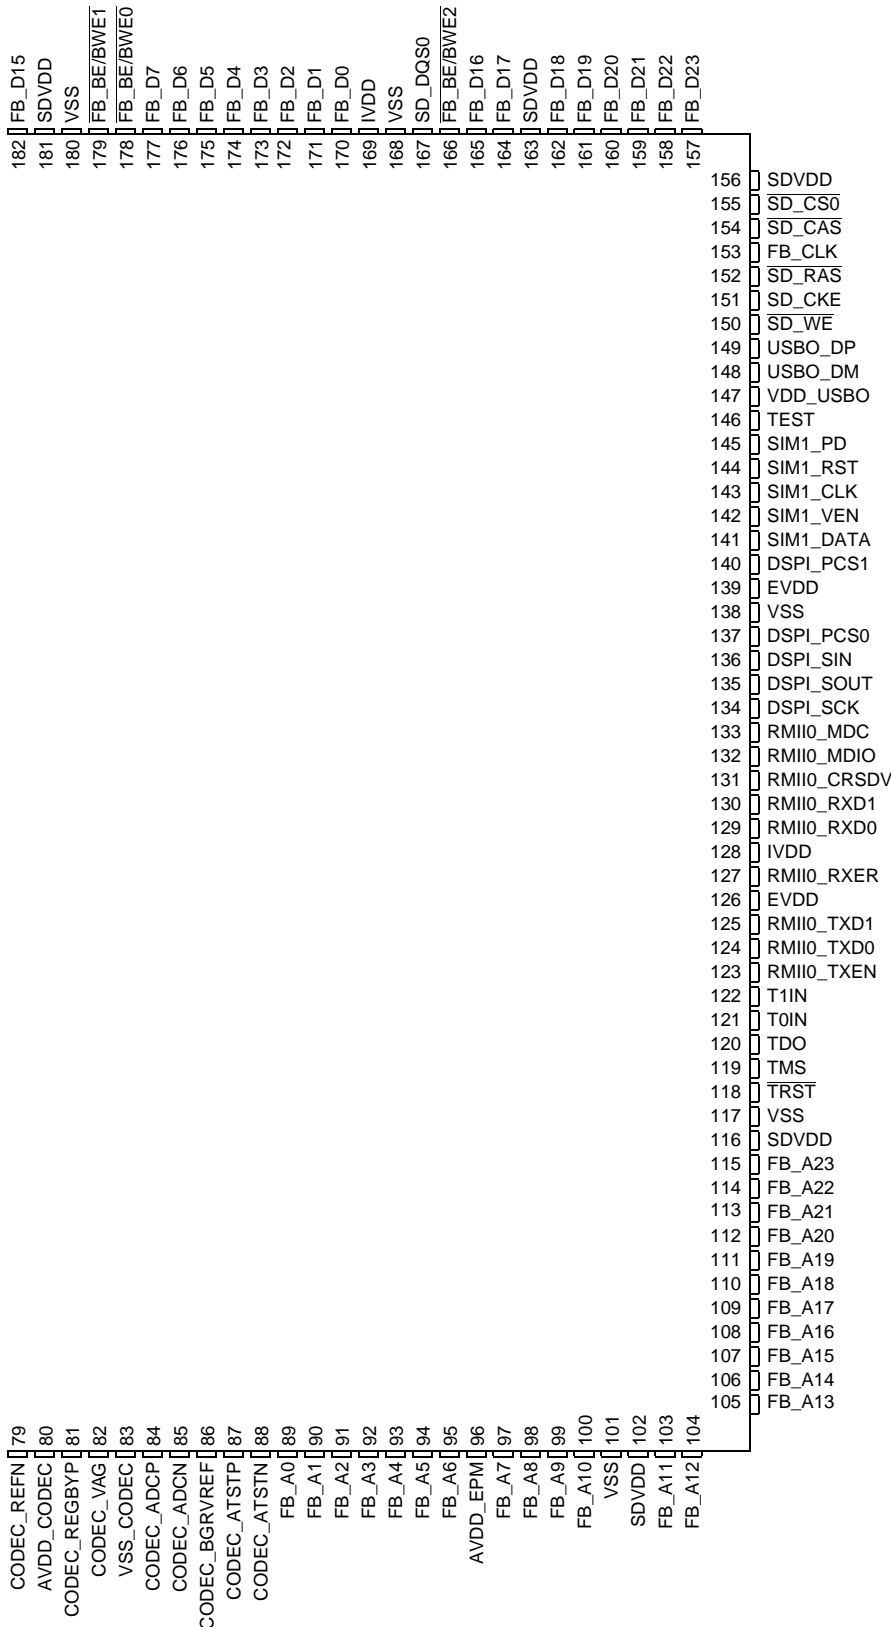 182 FB_D15
181 SDVDD
180 VSS
179 FB_BE/BWE1
178 FB_BE/BWE0
177 FB_D7
176 FB_D6
175 FB_D5
174 FB_D4
173 FB_D3
172 FB_D2
171 FB_D1
170 FB_D0
169 IVDD
168 VSS
167 SD_DQS0
166 FB_BE/BWE2
165 FB_D16
164 FB_D17
163 SDVDD
162 FB_D18
161 FB_D19
160 FB_D20
159 FB_D21
158 FB_D22
157 FB_D23
156 SDVDD
155 SD_CS0
154 SD_CAS
153 FB_CLK
152 SD_RAS
151 SD_CKE
150 SD_WE
149 USBO_DP
148 USBO_DM
147 VDD_USBO
146 TEST
145 SIM1_PD
144 SIM1_RST
143 SIM1_CLK
142 SIM1_VEN
141 SIM1_DATA
140 DSPI_PCS1
139 EVDD
138 VSS
137 DSPI_PCS0
136 DSPI_SIN
135 DSPI_SOUT
134 DSPI_SCK
133 RMII0_MDC
132 RMII0_MDIO
131 RMII0_CRSDV
130 RMII0_RXD1
129 RMII0_RXD0
128 IVDD
127 RMII0_RXER
126 EVDD
125 RMII0_TXD1
124 RMII0_TXD0
123 RMII0_TXEN
122 T1IN
121 T0IN
120 TDO
119 TMS
118 TRST
117 VSS
116 SDVDD
115 FB_A23
114 FB_A22
113 FB_A21
112 FB_A20
111 FB_A19
110 FB_A18
109 FB_A17
108 FB_A16
107 FB_A15
106 FB_A14
105 FB_A13
CODEC_REFN 79
AVDD_CODEC 80
CODEC_REGBYP 81
CODEC_VAG 82
VSS_CODEC 83
CODEC_ADCP 84
CODEC_ADCN 85
CODEC_BGRVREF 86
CODEC_ATSTP 87
CODEC_ATSTN 88
FB_A0 89
FB_A1 90
FB_A2 91
FB_A3 92
FB_A4 93
FB_A5 94
FB_A6 95
AVDD_EPM 96
FB_A7 97
FB_A8 98
FB_A9 99
FB_A10 100
VSS 101
SDVDD 102
FB_A11 103
FB_A12 104